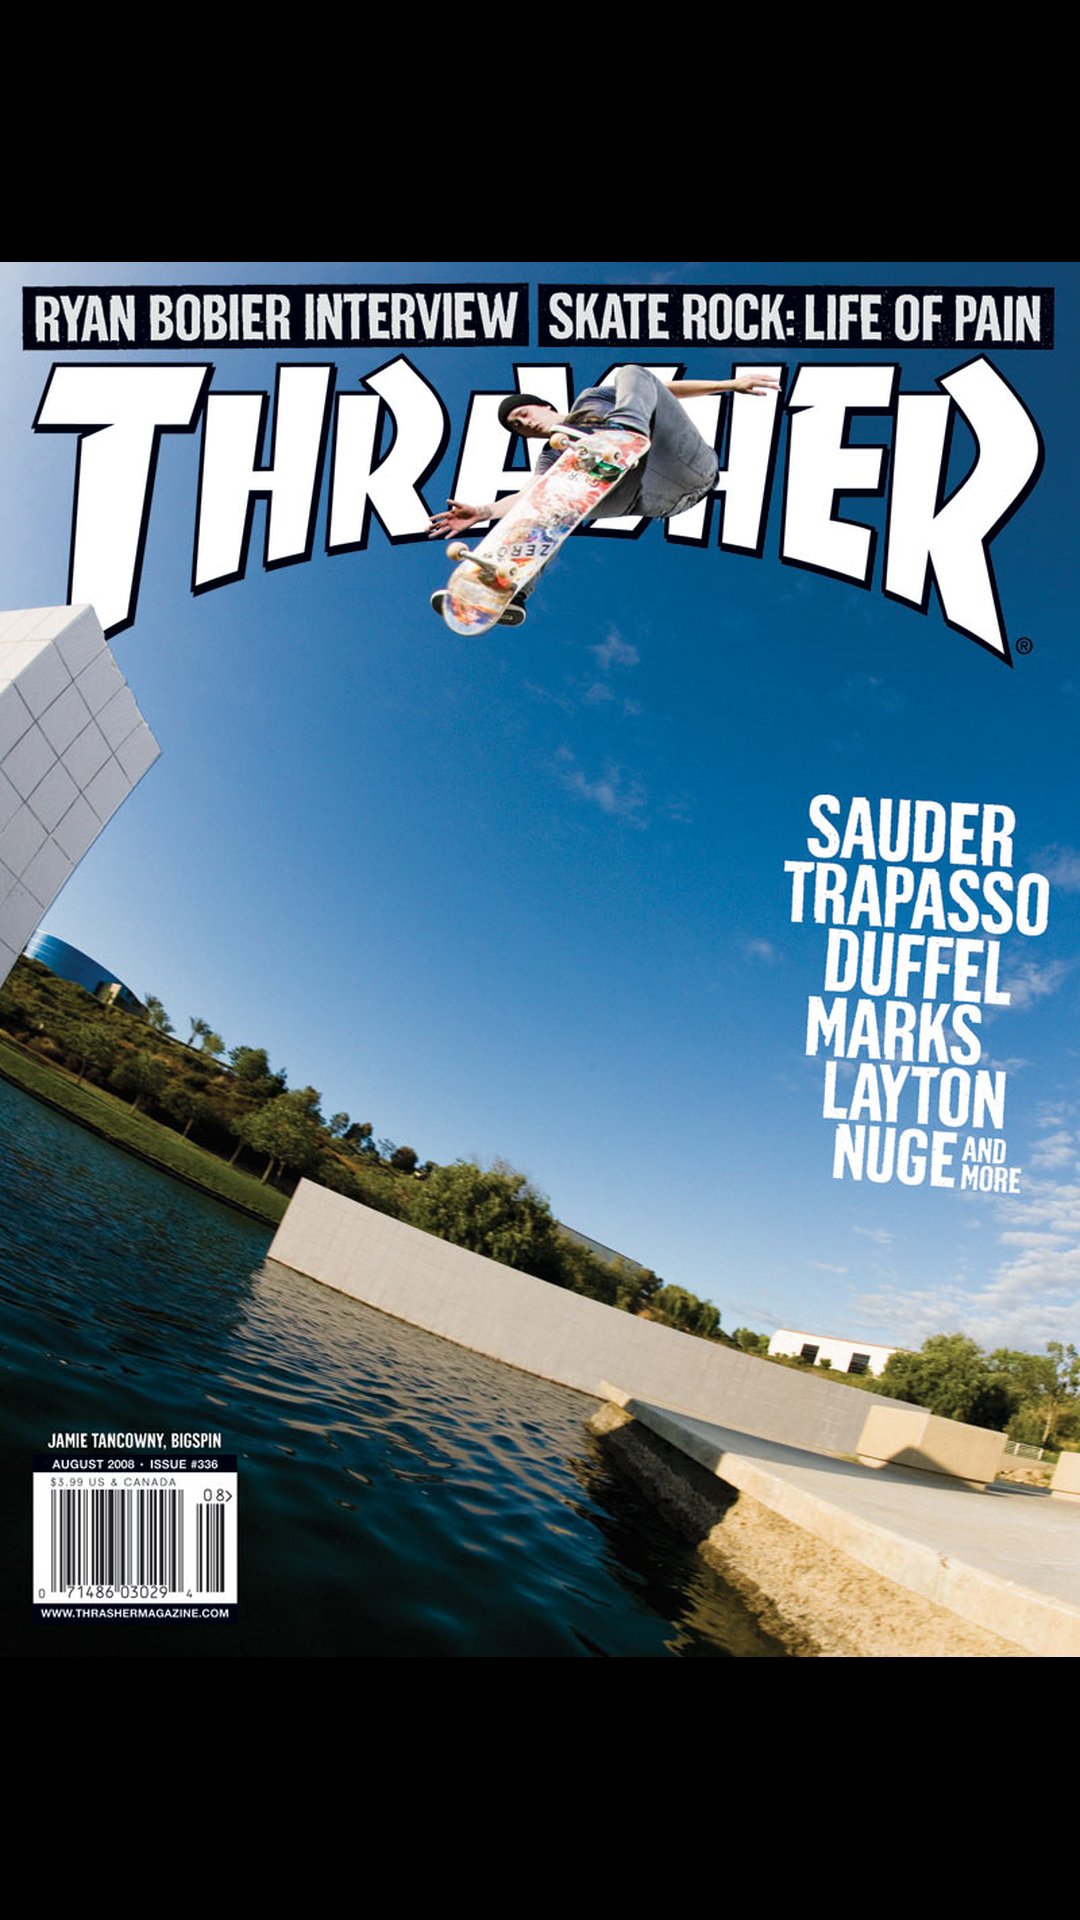 RYAN BOBIER INTERVIEW
SKATE ROCK: LIFE OF PAIN
THRASHER®
ZERO
SAUDER
TRAPASSO
DUFFEL
MARKS
LAYTON
NUGE AND MORE
JAMIE TANCOWNY, BIGSPIN
AUGUST 2008 • ISSUE #336
$3.99 US & CANADA
08>
0 71486 03029 4
WWW.THRASHERMAGAZINE.COM